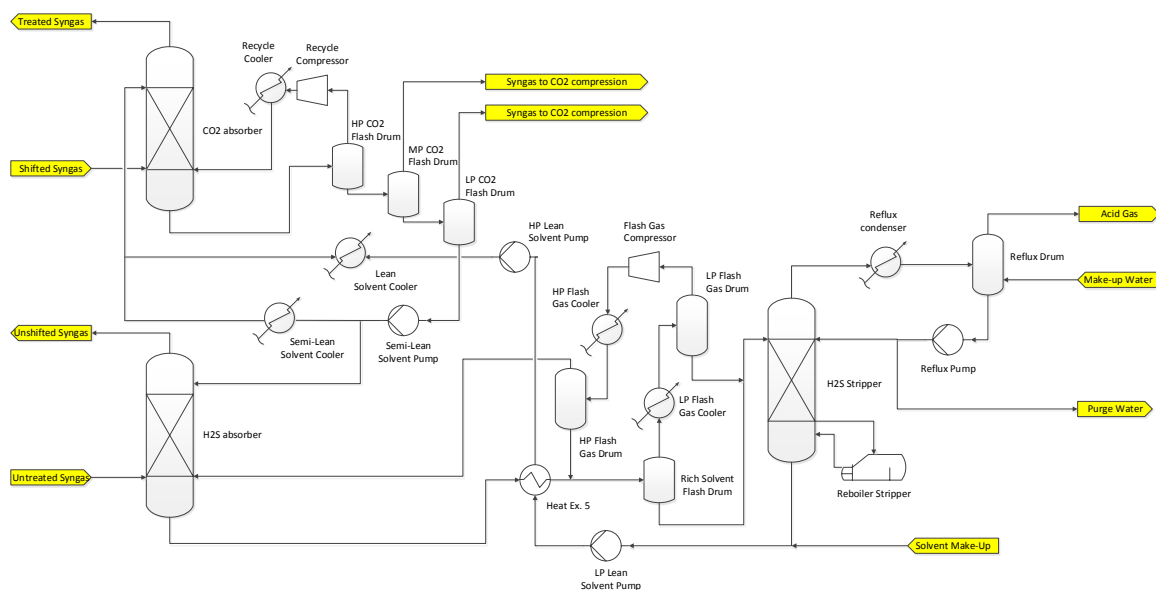 Treated Syngas
Recycle
Cooler
Recycle
Compressor
Syngas to CO2 compression
Syngas to CO2 compression
CO2 absorber
HP CO2
Flash Drum
MP CO2
Flash Drum
LP CO2
Flash Drum
Shifted Syngas
HP Lean
Solvent Pump
Flash Gas
Compressor
Reflux
condenser
Acid Gas
Reflux Drum
Make-up Water
Lean
Solvent Cooler
HP Flash
Gas Cooler
LP Flash
Gas Drum
Unshifted Syngas
Semi-Lean
Solvent Cooler
Semi-Lean
Solvent Pump
Reflux Pump
H2S Stripper
LP Flash
Gas Cooler
Purge Water
H2S absorber
HP Flash
Gas Drum
Untreated Syngas
Rich Solvent
Flash Drum
Reboiler Stripper
Heat Ex. 5
Solvent Make-Up
LP Lean
Solvent Pump